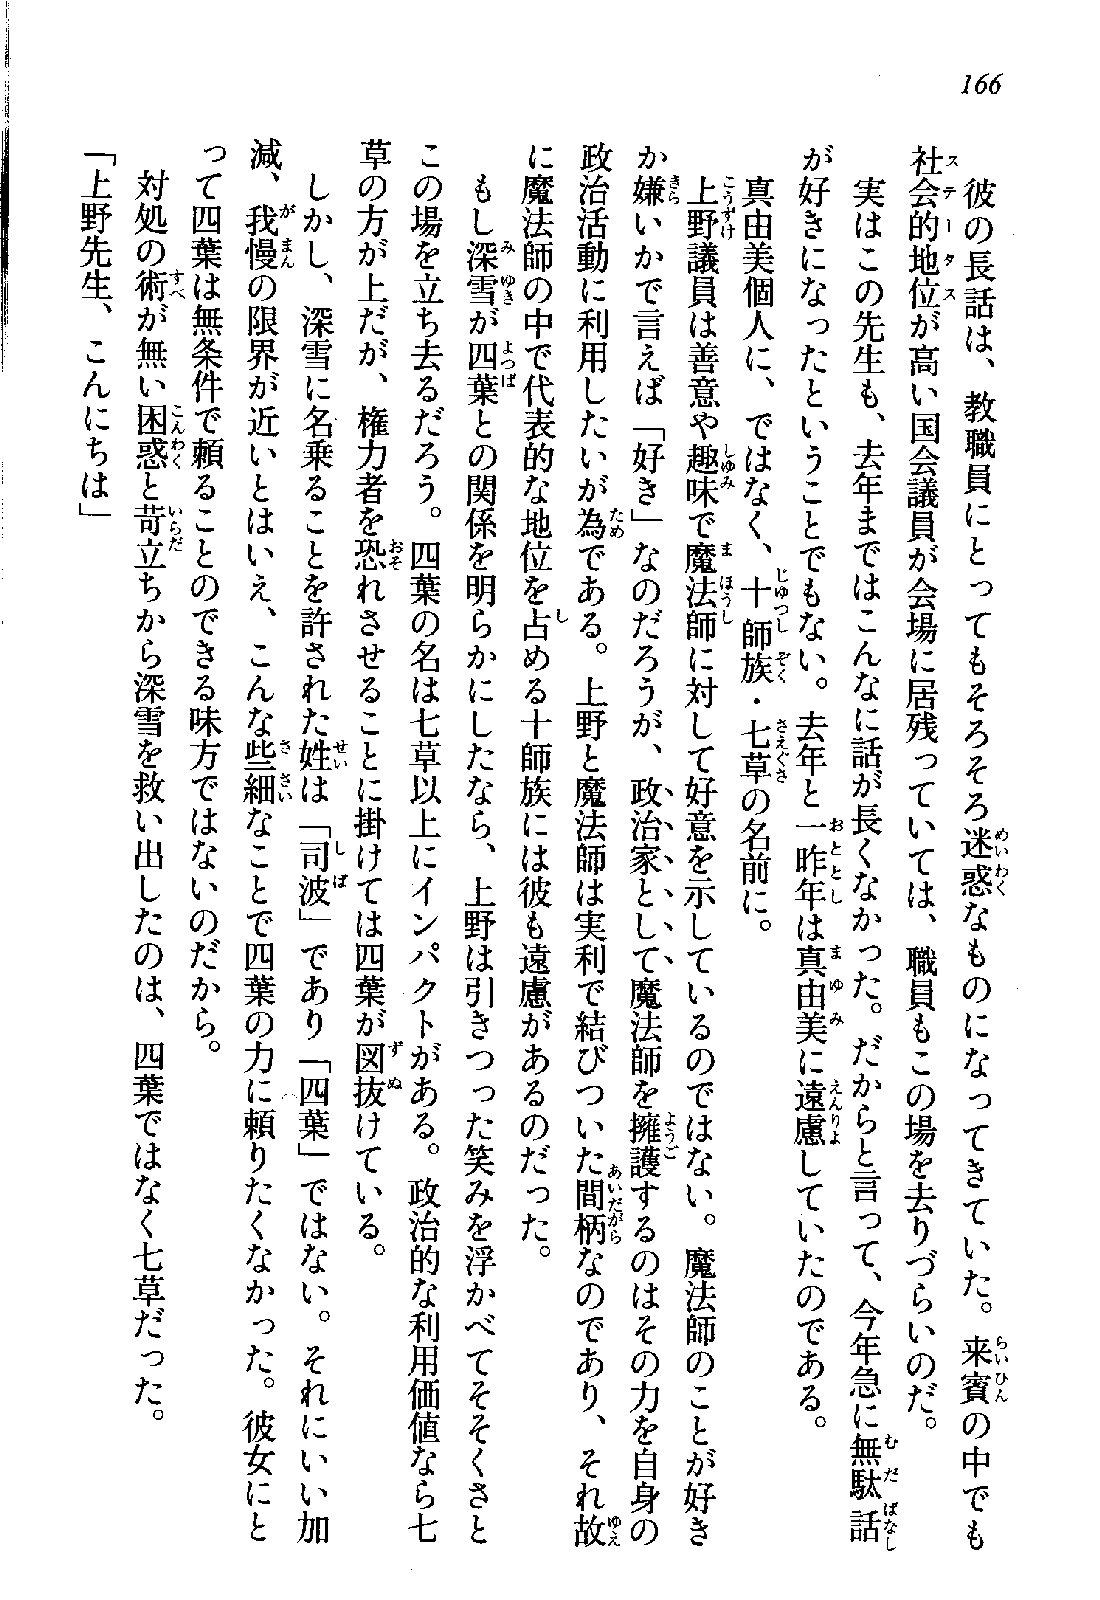 166
彼の長話は、教職員にとってもそろそろ迷惑なものになってきていた。来賓の中でも
社会的地位が高い国会議員が会場に居残っていては、職員もこの場を去りづらいのだ。
実はこの先生も、去年まではこんなに話が長くなかった。だからと言って、今年急に無駄話
が好きになったということでもない。去年と一昨年は真由美に遠慮していたのである。
真由美個人に、ではなく、十師族・七草の名前に。
上野議員は善意や趣味で魔法師に対して好意を示しているのではない。魔法師のことが好き
か嫌いかで言えば「好き」なのだろうが、政治家として魔法師を擁護するのはその力を自身の
政治活動に利用したいが為である。上野と魔法師は実利で結びついた間柄なのであり、それ故
に魔法師の中で代表的な地位を占める十師族には彼も遠慮があるのだった。
もし深雪が四葉との関係を明らかにしたなら、上野は引きつった笑みを浮かべてそそくさと
この場を立ち去るだろう。四葉の名は七草以上にインパクトがある。政治的な利用価値なら七
草の方が上だが、権力者を恐れさせることに掛けては四葉が図抜けている。
しかし、深雪に名乗ることを許された姓は「司波」であり「四葉」ではない。それにいい加
減、我慢の限界が近いとはいえ、こんな些細なことで四葉の力に頼りたくなかった。彼女にと
って四葉は無条件で頼ることのできる味方ではないのだから。
対処の術が無い困惑と苛立ちから深雪を救い出したのは、四葉ではなく七草だった。
「上野先生、こんにちは」